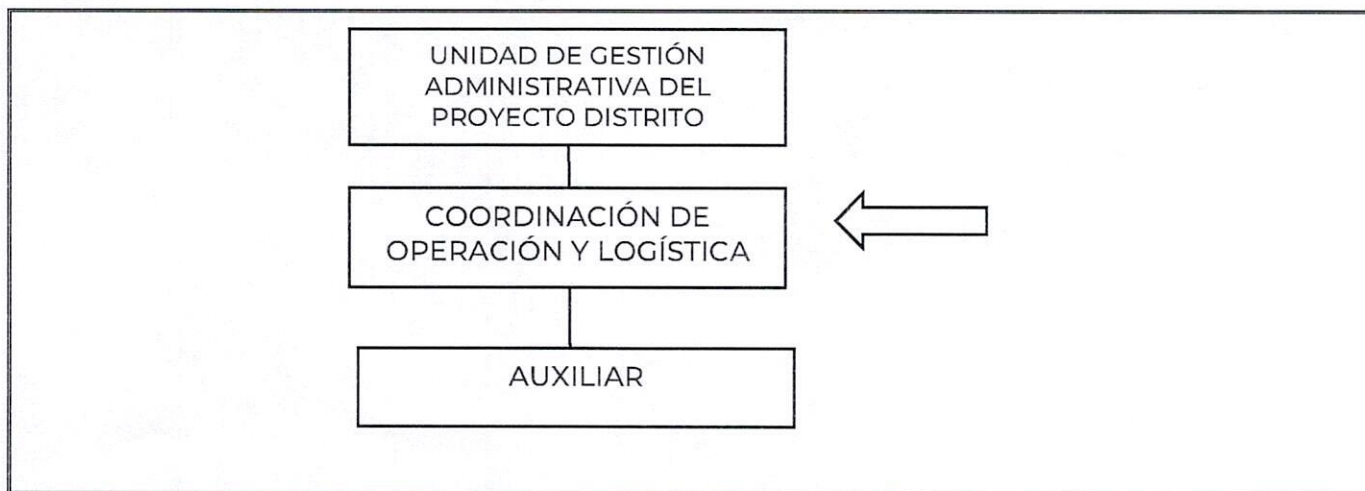 UNIDAD DE GESTIÓN
ADMINISTRATIVA DEL
PROYECTO DISTRITO
COORDINACIÓN DE
OPERACIÓN Y LOGÍSTICA
AUXILIAR